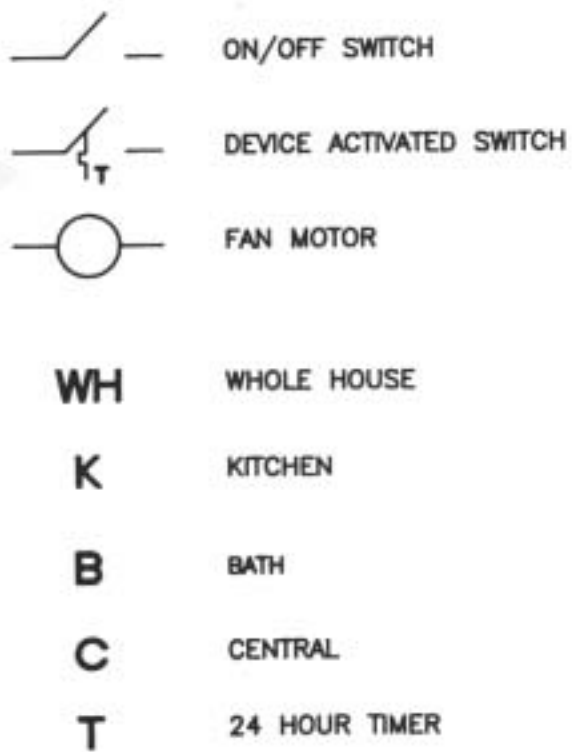 ON/OFF SWITCH
T DEVICE ACTIVATED SWITCH
FAN MOTOR
WH WHOLE HOUSE
K KITCHEN
B BATH
C CENTRAL
T 24 HOUR TIMER